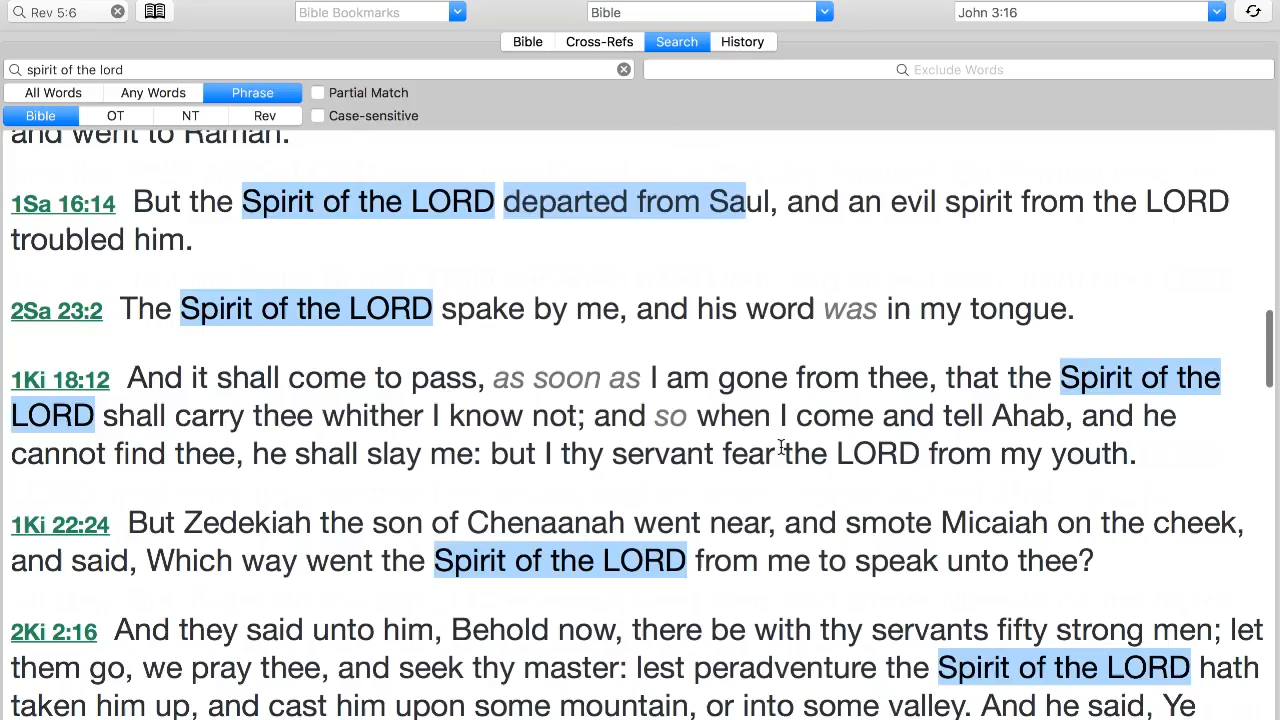 Rev 5:6 Bible Bookmarks Bible John 3:16
Bible Cross-Refs Search History
spirit of the lord Exclude Words
All Words Any Words Phrase Partial Match
Bible OT NT Rev Case-sensitive
and went to Ramah.
1Sa 16:14 But the Spirit of the LORD departed from Saul, and an evil spirit from the LORD
troubled him.
2Sa 23:2 The Spirit of the LORD spake by me, and his word was in my tongue.
1Ki 18:12 And it shall come to pass, as soon as I am gone from thee, that the Spirit of the
LORD shall carry thee whither I know not; and so when I come and tell Ahab, and he
cannot find thee, he shall slay me: but I thy servant fear the LORD from my youth.
1Ki 22:24 But Zedekiah the son of Chenaanah went near, and smote Micaiah on the cheek,
and said, Which way went the Spirit of the LORD from me to speak unto thee?
2Ki 2:16 And they said unto him, Behold now, there be with thy servants fifty strong men; let
them go, we pray thee, and seek thy master: lest peradventure the Spirit of the LORD hath
taken him up, and cast him upon some mountain, or into some valley. And he said, Ye